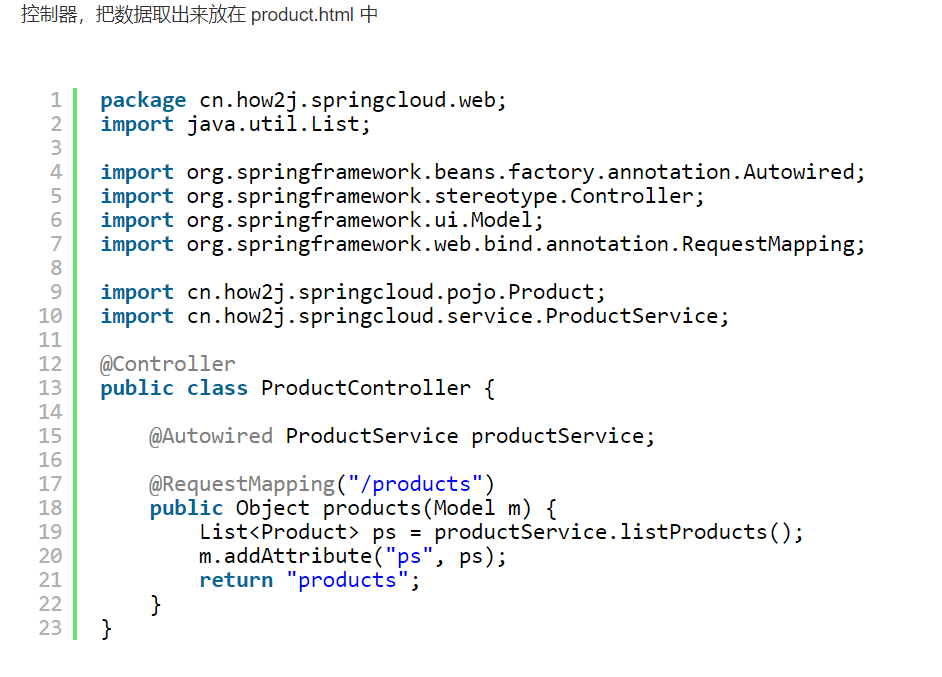 控制器，把数据取出来放在 product.html 中
1 package cn.how2j.springcloud.web;
2 import java.util.List;
3
4 import org.springframework.beans.factory.annotation.Autowired;
5 import org.springframework.stereotype.Controller;
6 import org.springframework.ui.Model;
7 import org.springframework.web.bind.annotation.RequestMapping;
8
9 import cn.how2j.springcloud.pojo.Product;
10 import cn.how2j.springcloud.service.ProductService;
11
12 @Controller
13 public class ProductController {
14
15     @Autowired ProductService productService;
16
17     @RequestMapping("/products")
18     public Object products(Model m) {
19         List<Product> ps = productService.listProducts();
20         m.addAttribute("ps", ps);
21         return "products";
22     }
23 }